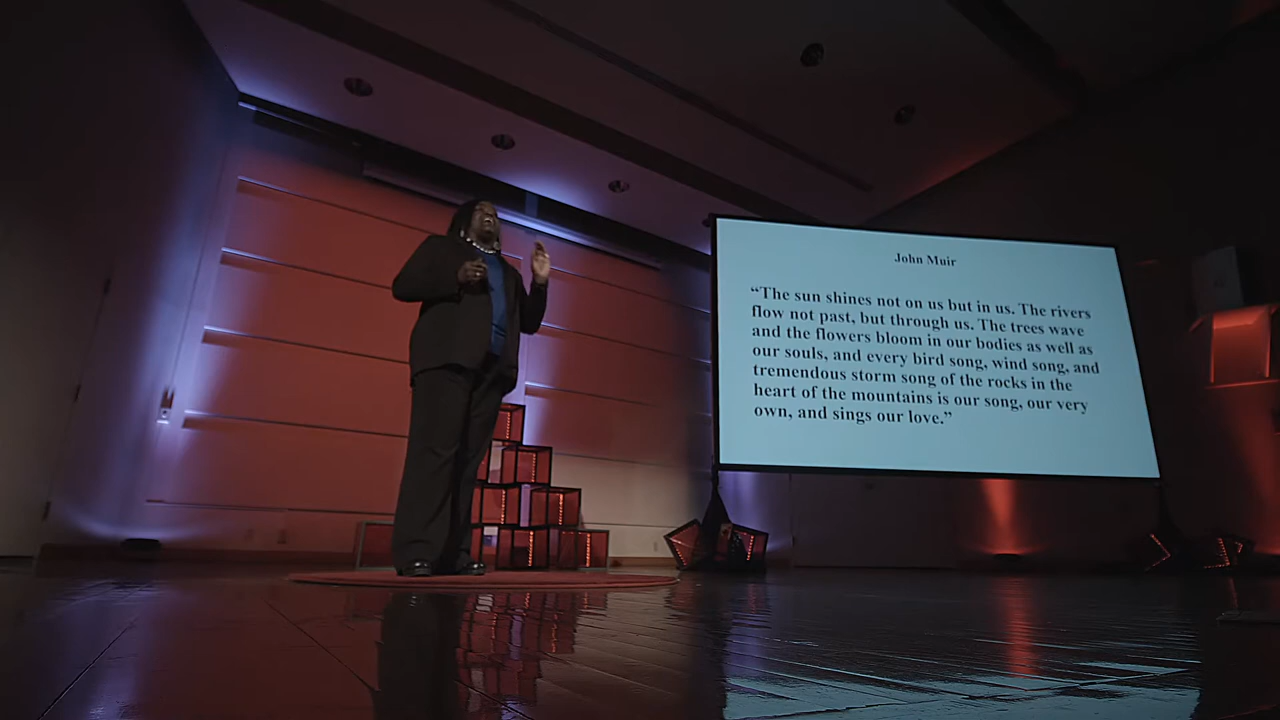 John Muir
“The sun shines not on us but in us. The rivers
flow not past, but through us. The trees wave
and the flowers bloom in our bodies as well as
our souls, and every bird song, wind song, and
tremendous storm song of the rocks in the
heart of the mountains is our song, our very
own, and sings our love.”